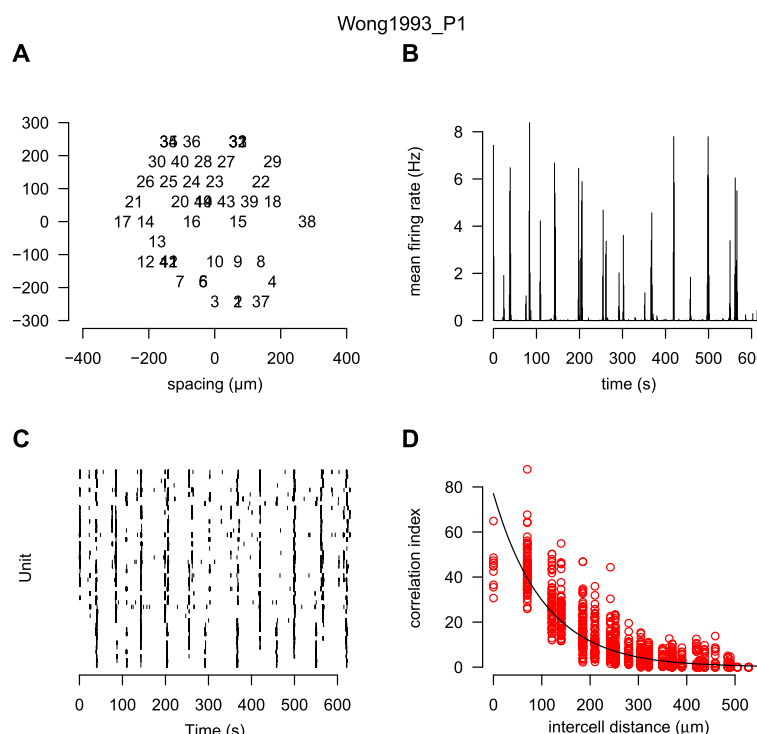 Wong1993_P1
A
300
200
100
0
−100
−200
−300
36
30 40 28 27 29
26 25 24 23 22
21 20 43 39 18
17 14 16 15 38
13
12 10 9 8
7 6 4
3 37
−400 −200 0 200 400
spacing (µm)
B
mean firing rate (Hz)
8
6
4
2
0
0 100 200 300 400 500 600
time (s)
C
Unit
0 100 200 300 400 500 600
Time (s)
D
correlation index
80
60
40
20
0
0 100 200 300 400 500
intercell distance (µm)